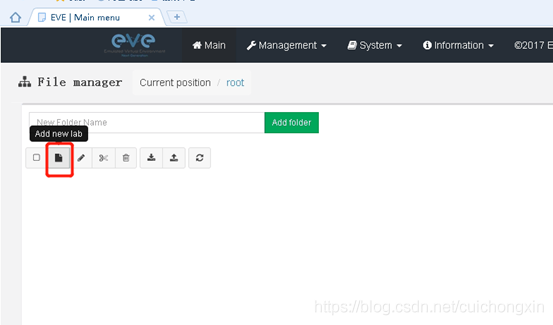 EVE | Main menu
eve
Main Management System Information ©2017 E
File manager Current position / root
New Folder Name Add folder
Add new lab
https://blog.csdn.net/cuichongxin